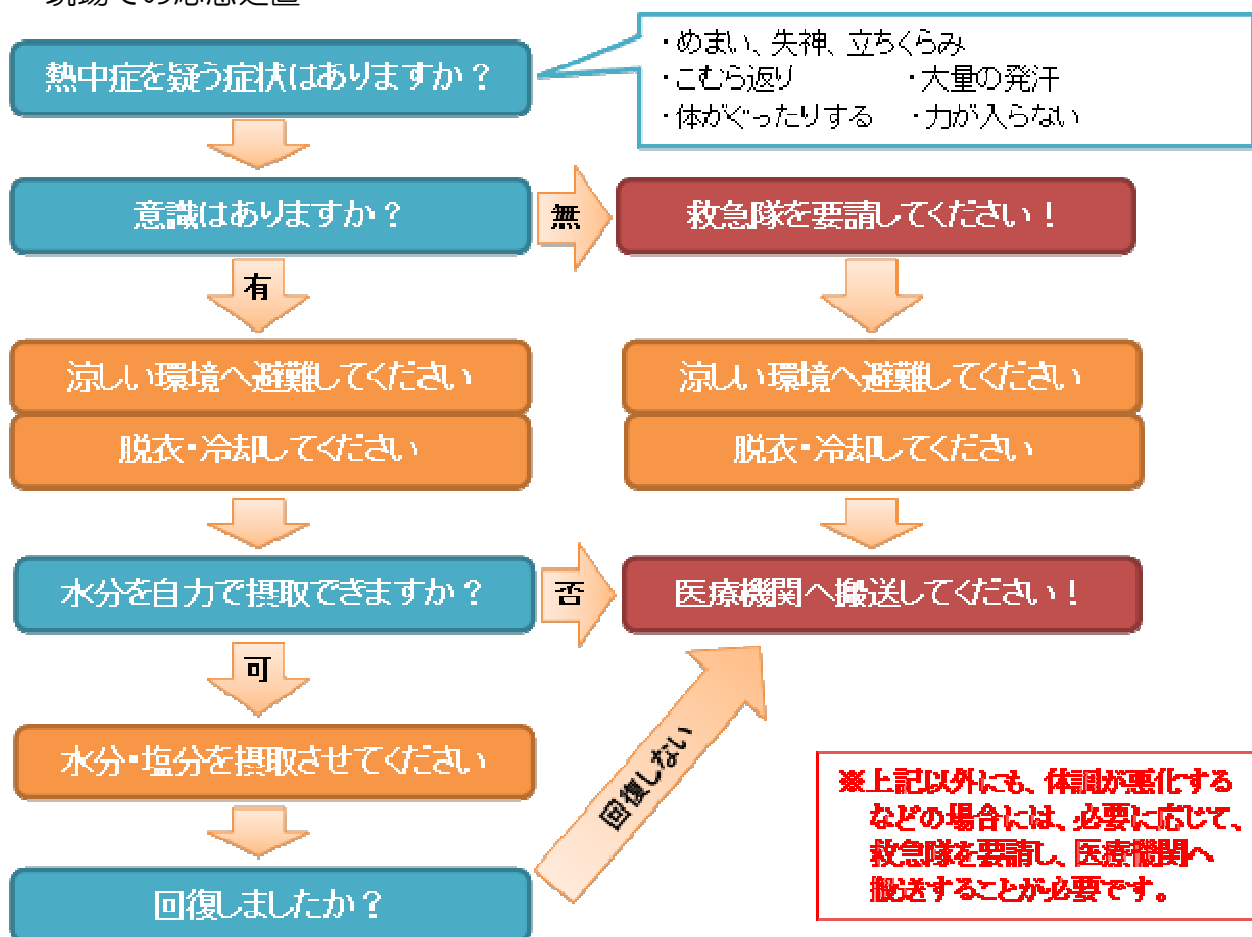 現場での応急処置
熱中症を疑う症状はありますか？
・めまい、失神、立ちくらみ
・こむら返り　・大量の発汗
・体がぐったりする　・力が入らない
意識はありますか？
無
救急隊を要請してください！
有
涼しい環境へ避難してください
脱衣・冷却してください
涼しい環境へ避難してください
脱衣・冷却してください
水分を自力で摂取できますか？
否
医療機関へ搬送してください！
可
水分・塩分を摂取させてください
回復しない
回復しましたか？
※上記以外にも、体調が悪化する
などの場合には、必要に応じて、
救急隊を要請し、医療機関へ
搬送することが必要です。